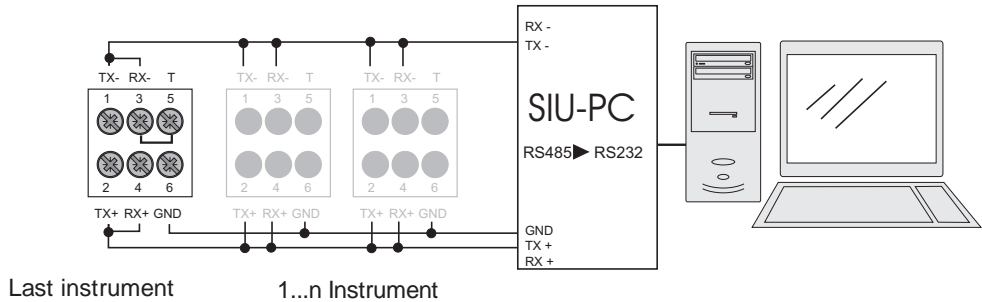 RX -
TX -
TX- RX- T
TX- RX- T
TX- RX- T
1 3 5
1 3 5
1 3 5
SIU-PC
RS485▶RS232
2 4 6
2 4 6
2 4 6
TX+ RX+ GND
TX+ RX+ GND
TX+ RX+ GND
GND
TX +
RX +
Last instrument
1...n Instrument